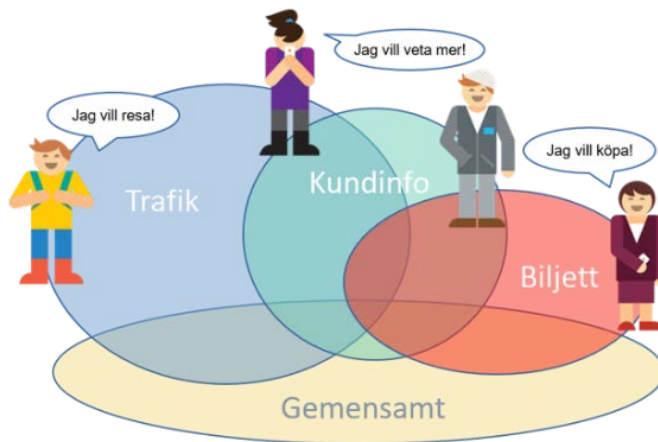 Jag vill veta mer!
Jag vill resa!
Jag vill köpa!
Trafik
Kundinfo
Biljett
Gemensamt